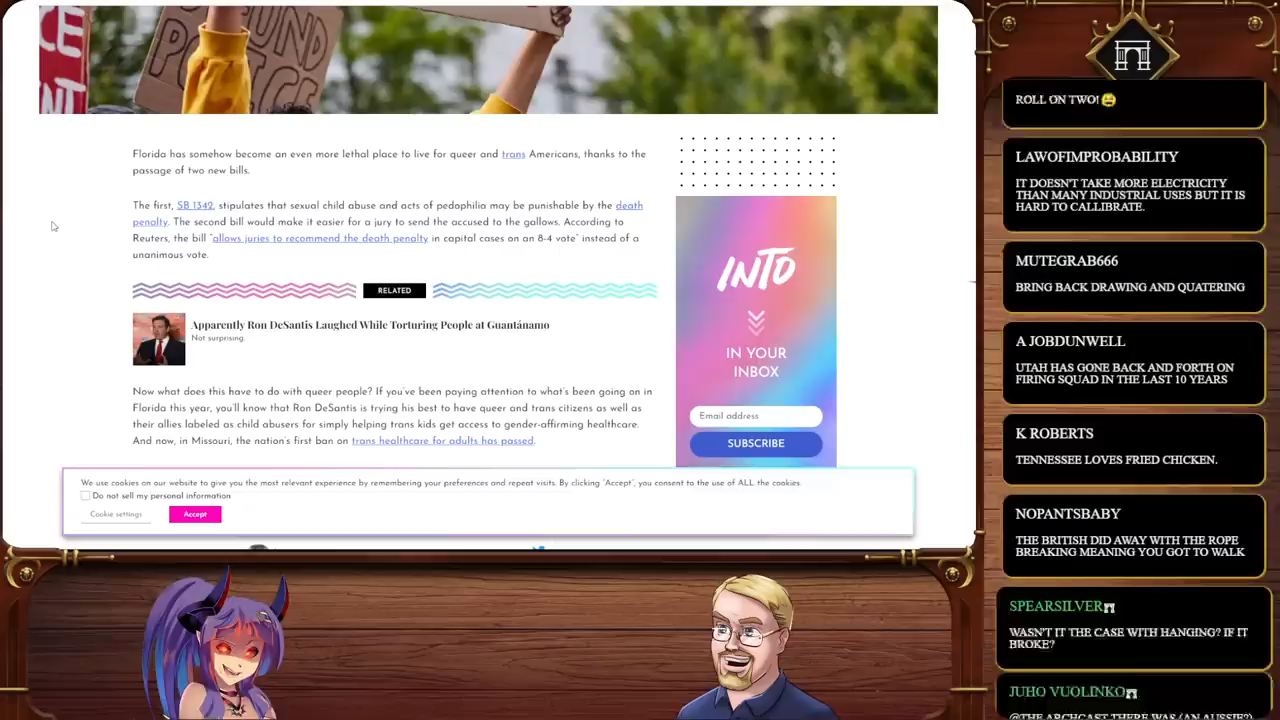 CE
NT
FUND
POLICE
Florida has somehow become an even more lethal place to live for queer and trans Americans, thanks to the
passage of two new bills.
The first, SB 1342, stipulates that sexual child abuse and acts of pedophilia may be punishable by the death
penalty. The second bill would make it easier for a jury to send the accused to the gallows. According to
Reuters, the bill "allows juries to recommend the death penalty in capital cases on an 8-4 vote" instead of a
unanimous vote.
RELATED
Apparently Ron DeSantis Laughed While Torturing People at Guantánamo
Not surprising.
Now what does this have to do with queer people? If you've been paying attention to what's been going on in
Florida this year, you'll know that Ron DeSantis is trying his best to have queer and trans citizens as well as
their allies labeled as child abusers for simply helping trans kids get access to gender-affirming healthcare.
And now, in Missouri, the nation's first ban on trans healthcare for adults has passed.
INTO
IN YOUR
INBOX
Email address
SUBSCRIBE
We use cookies on our website to give you the most relevant experience by remembering your preferences and repeat visits. By clicking "Accept", you consent to the use of ALL the cookies.
Do not sell my personal information
Cookie settings
Accept
ROLL ON TWO!
LAWOFIMPROBABILITY
IT DOESN'T TAKE MORE ELECTRICITY
THAN MANY INDUSTRIAL USES BUT IT IS
HARD TO CALLIBRATE.
MUTEGRAB666
BRING BACK DRAWING AND QUATERING
A JOBDUNWELL
UTAH HAS GONE BACK AND FORTH ON
FIRING SQUAD IN THE LAST 10 YEARS
K ROBERTS
TENNESSEE LOVES FRIED CHICKEN.
NOPANTSBABY
THE BRITISH DID AWAY WITH THE ROPE
BREAKING MEANING YOU GOT TO WALK
SPEARSILVER
WASN'T IT THE CASE WITH HANGING? IF IT
BROKE?
JUHO VUOLINKO
@THE ARCHCAST THERE WAS (AN AUSSIE?)